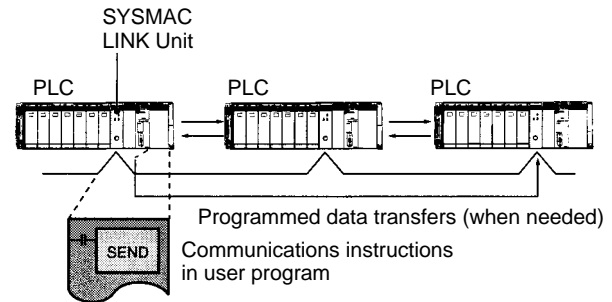 SYSMAC
LINK Unit
PLC
PLC
PLC
Programmed data transfers (when needed)
SEND
Communications instructions
in user program